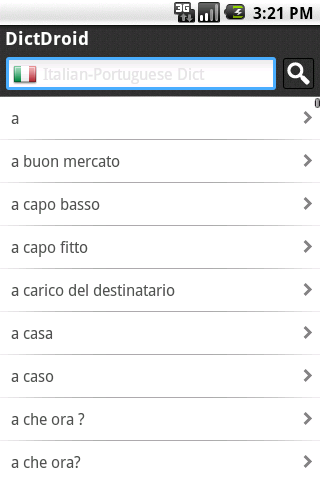 3G
3:21 PM
DictDroid
Italian-Portuguese Dict
a
a buon mercato
a capo basso
a capo fitto
a carico del destinatario
a casa
a caso
a che ora ?
a che ora?